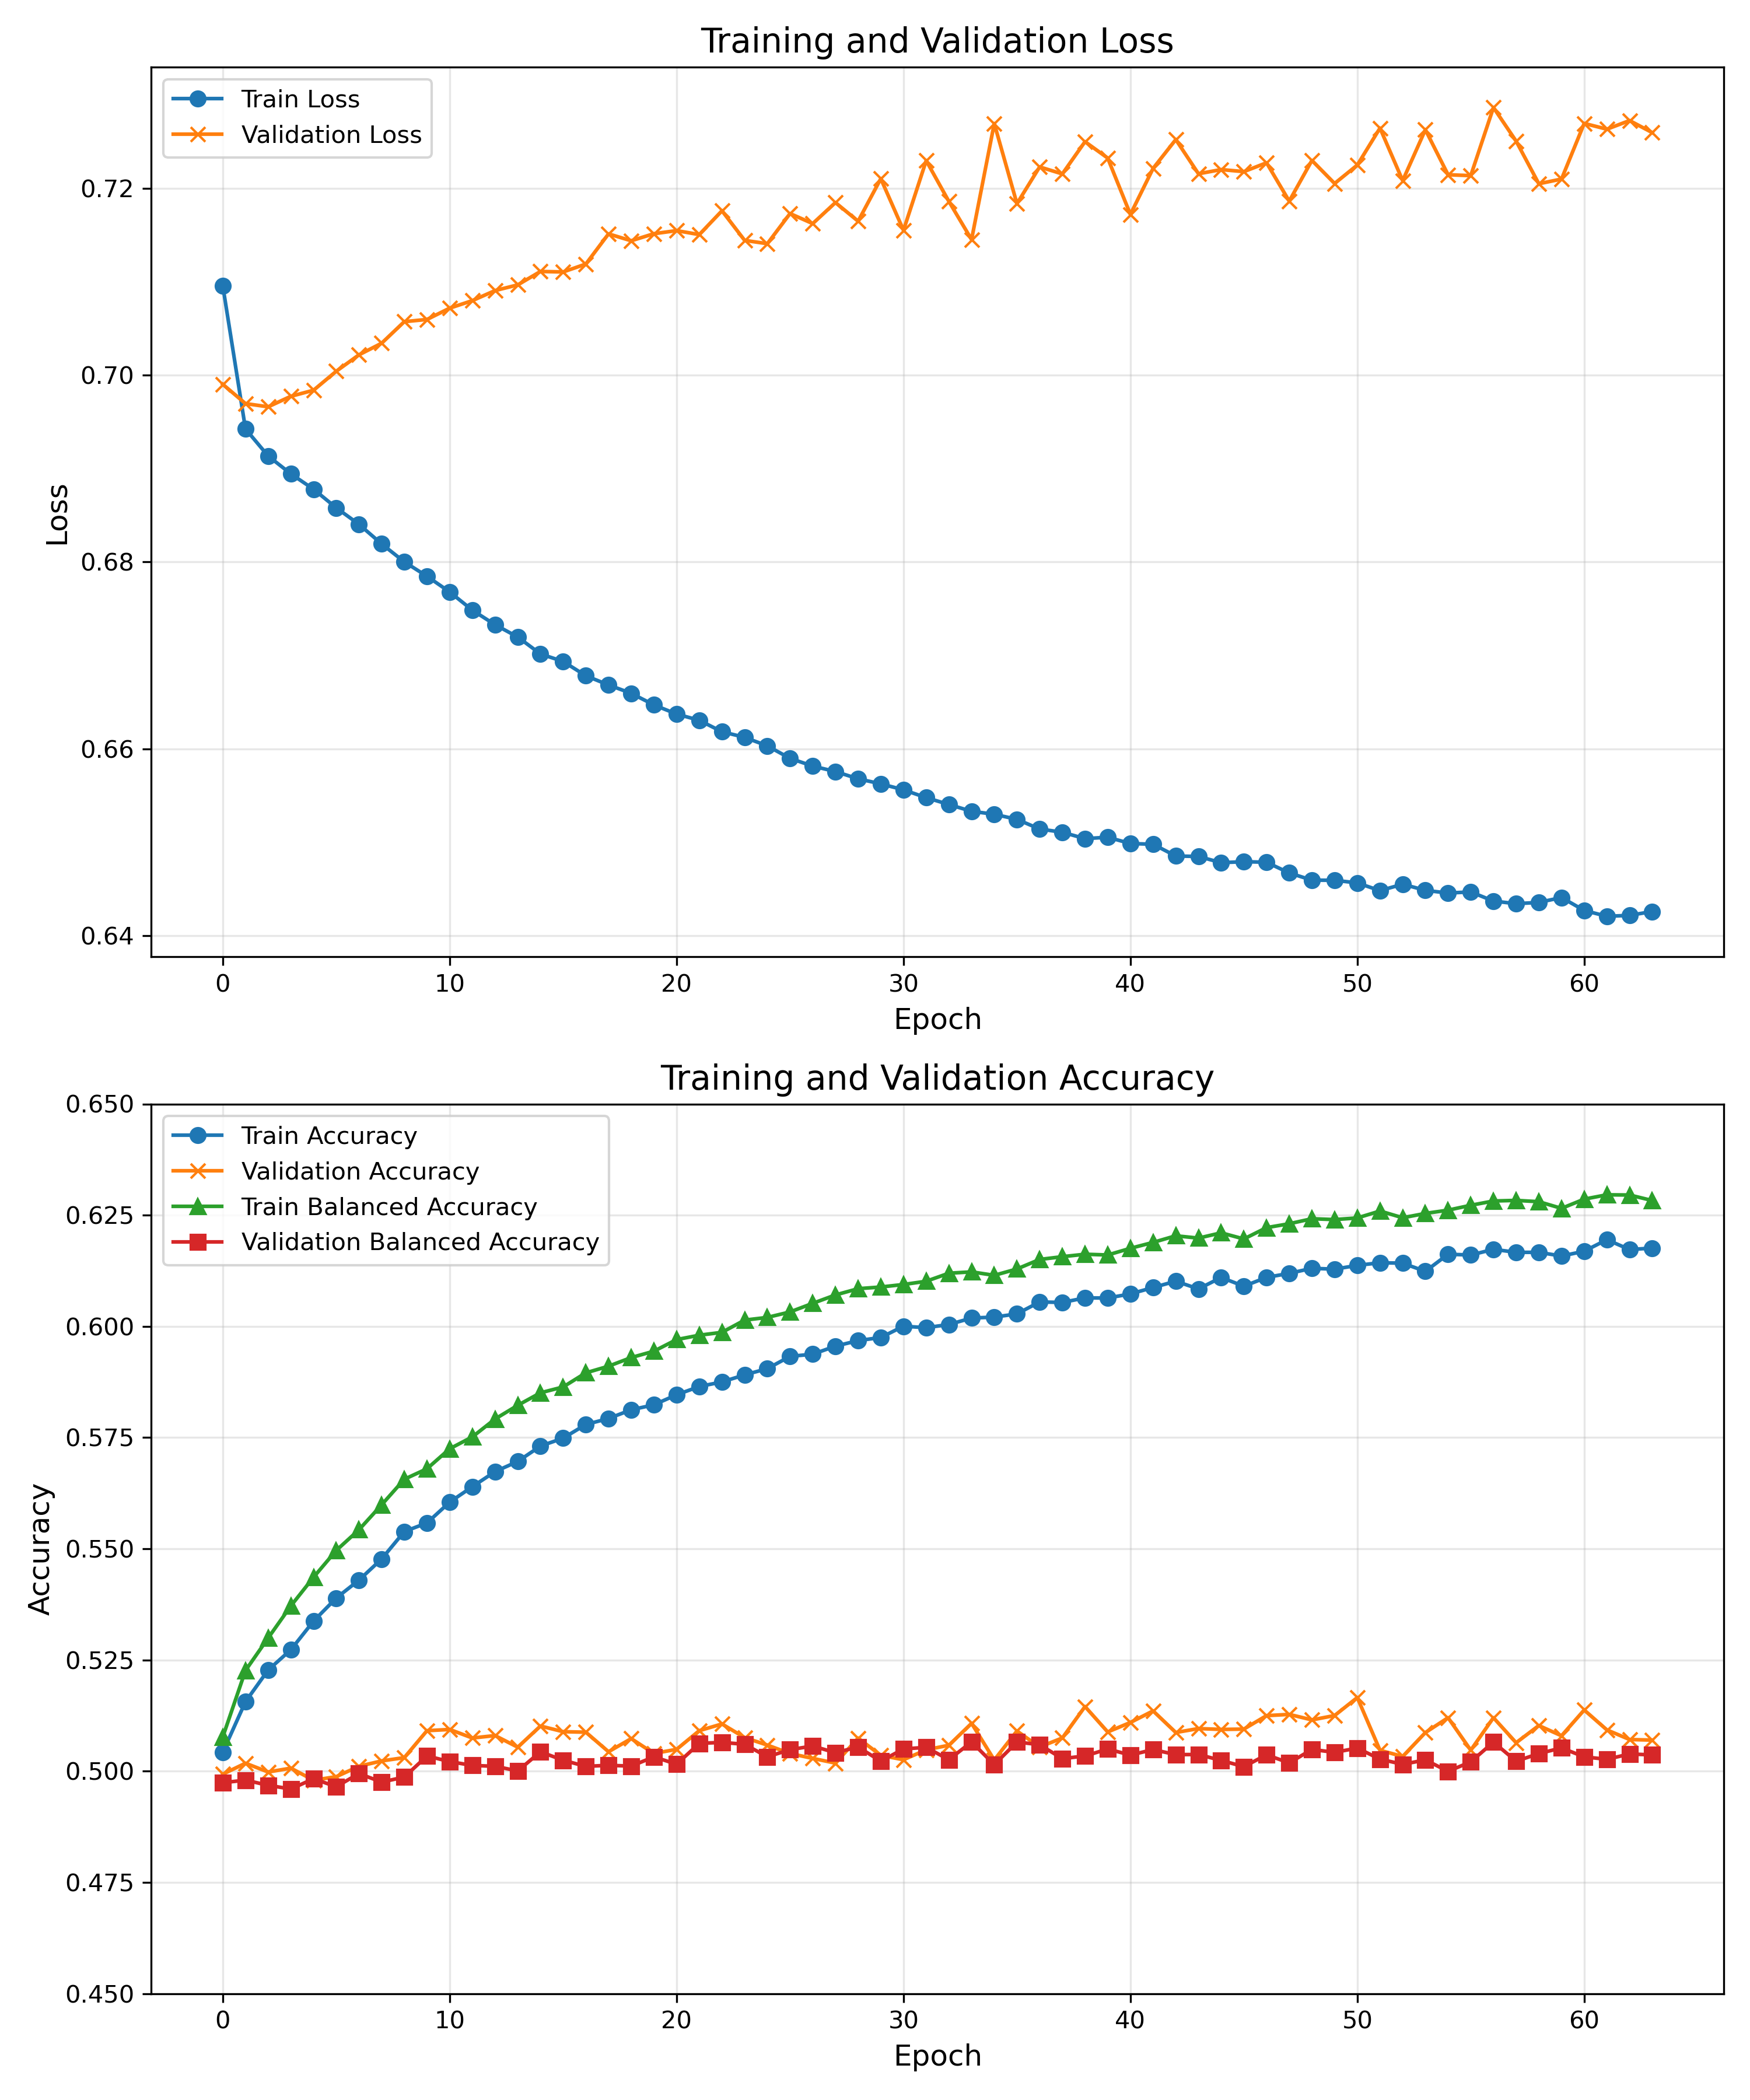 Training and Validation Loss
Train Loss
Validation Loss
0.72
0.70
0.68
0.66
0.64
Loss
0 10 20 30 40 50 60
Epoch
Training and Validation Accuracy
Train Accuracy
Validation Accuracy
Train Balanced Accuracy
Validation Balanced Accuracy
0.650
0.625
0.600
0.575
0.550
0.525
0.500
0.475
0.450
Accuracy
0 10 20 30 40 50 60
Epoch